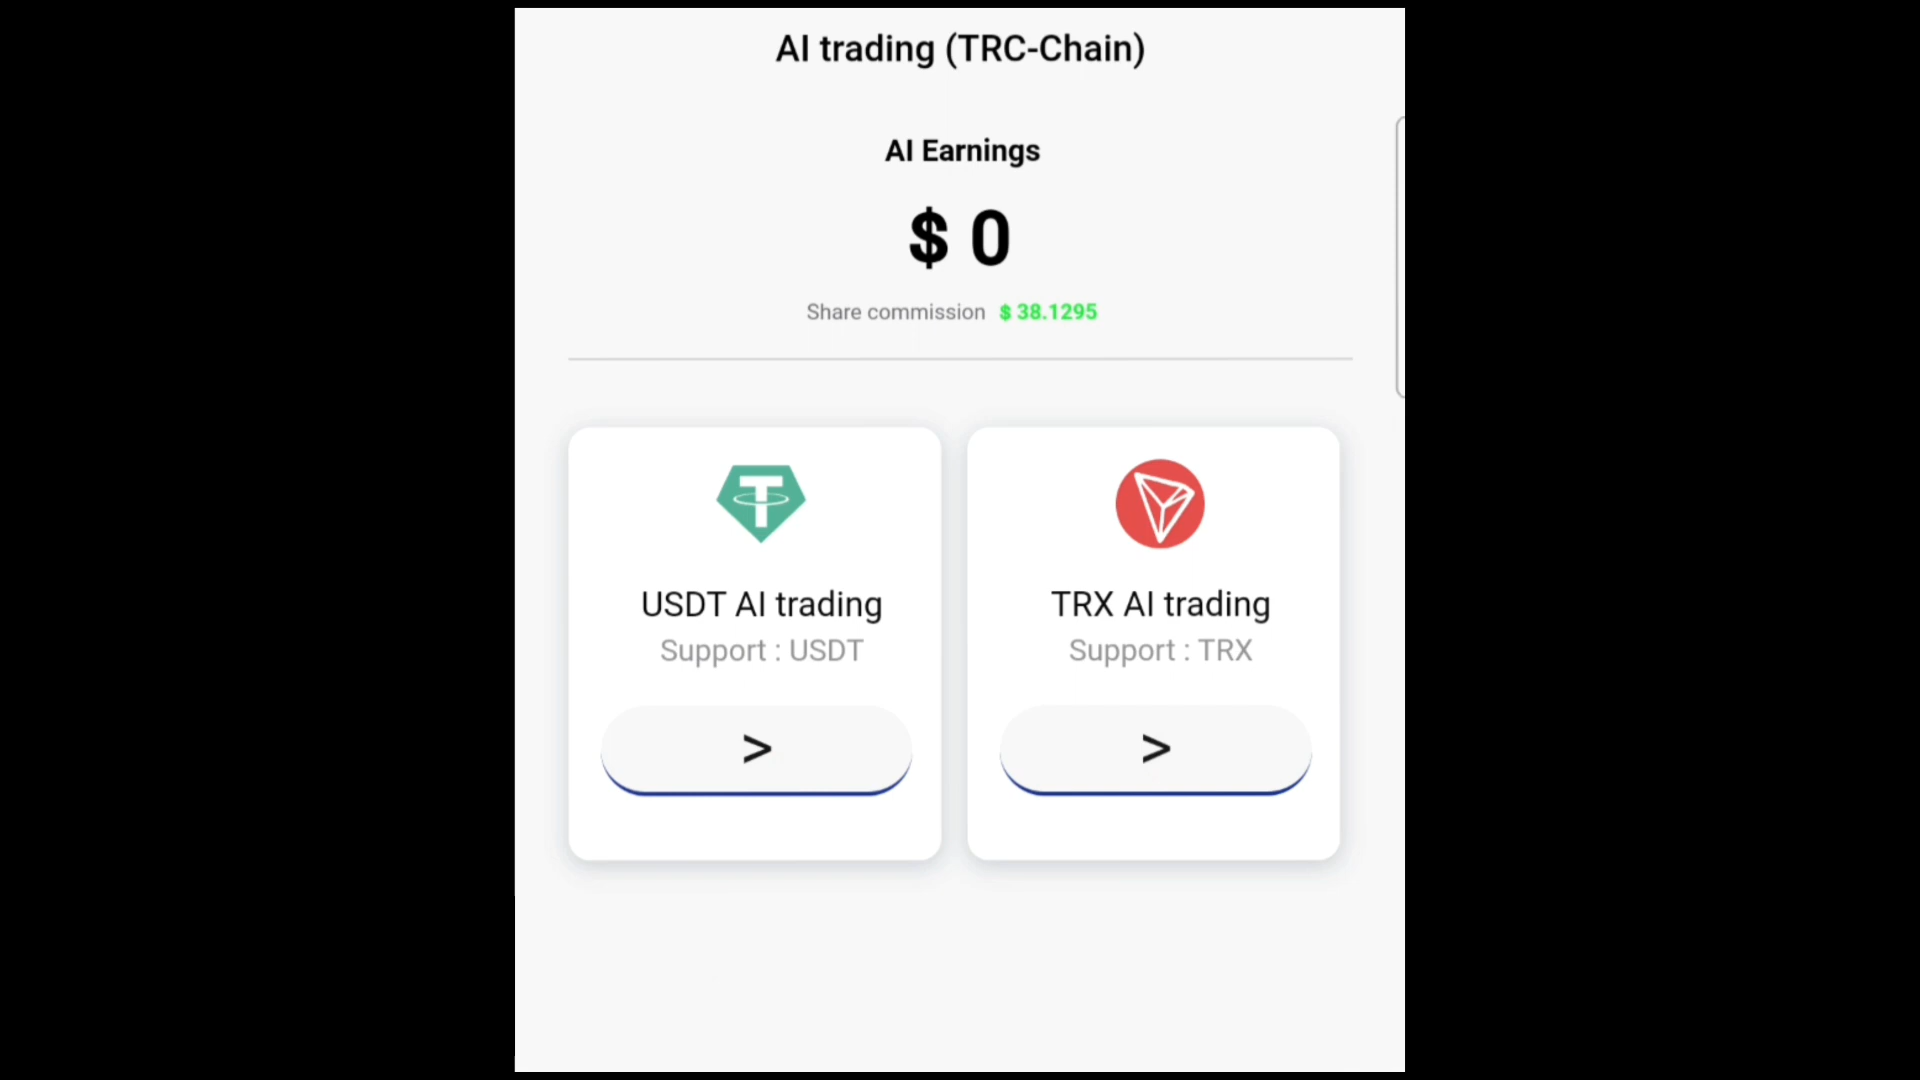 AI trading (TRC-Chain)
AI Earnings
$ 0
Share commission $ 38.1295
USDT AI trading
Support : USDT
>
TRX AI trading
Support : TRX
>